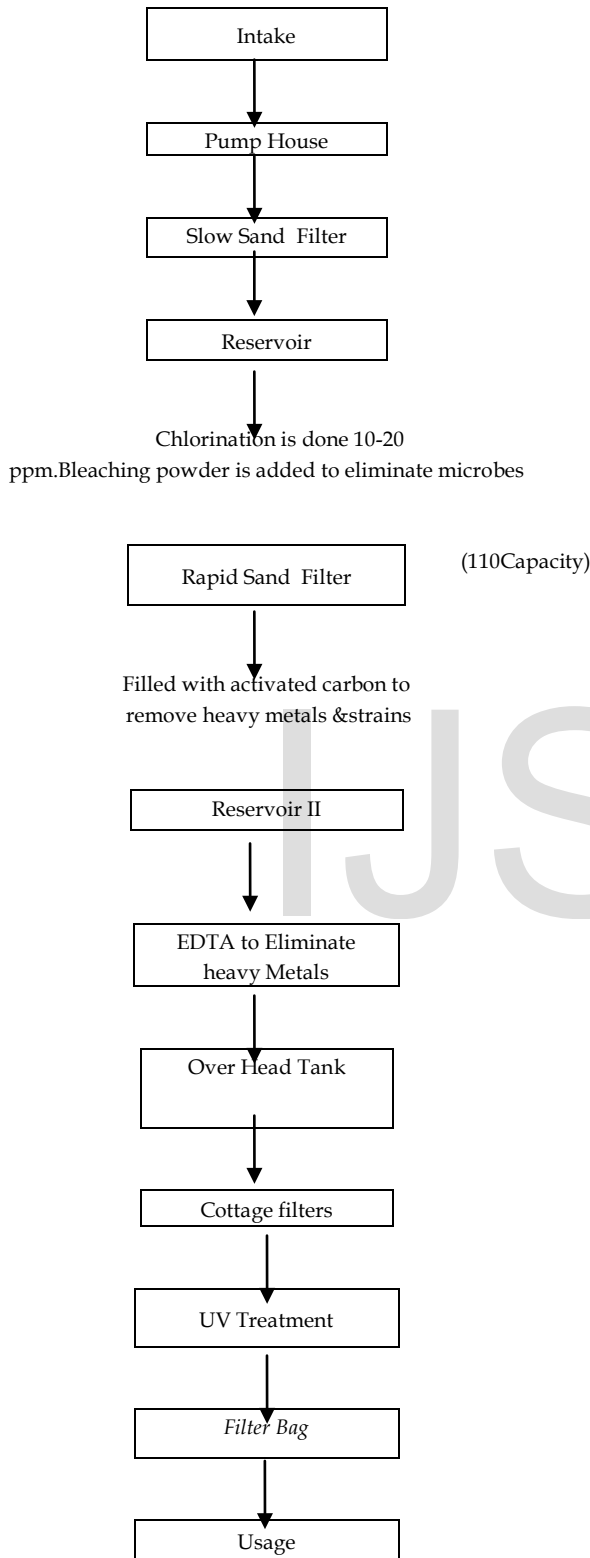 Intake
Pump House
Slow Sand Filter
Reservoir
Chlorination is done 10-20
ppm.Bleaching powder is added to eliminate microbes
Rapid Sand Filter
(110Capacity)
Filled with activated carbon to
remove heavy metals &strains
Reservoir II
EDTA to Eliminate
heavy Metals
Over Head Tank
Cottage filters
UV Treatment
Filter Bag
Usage
IJS